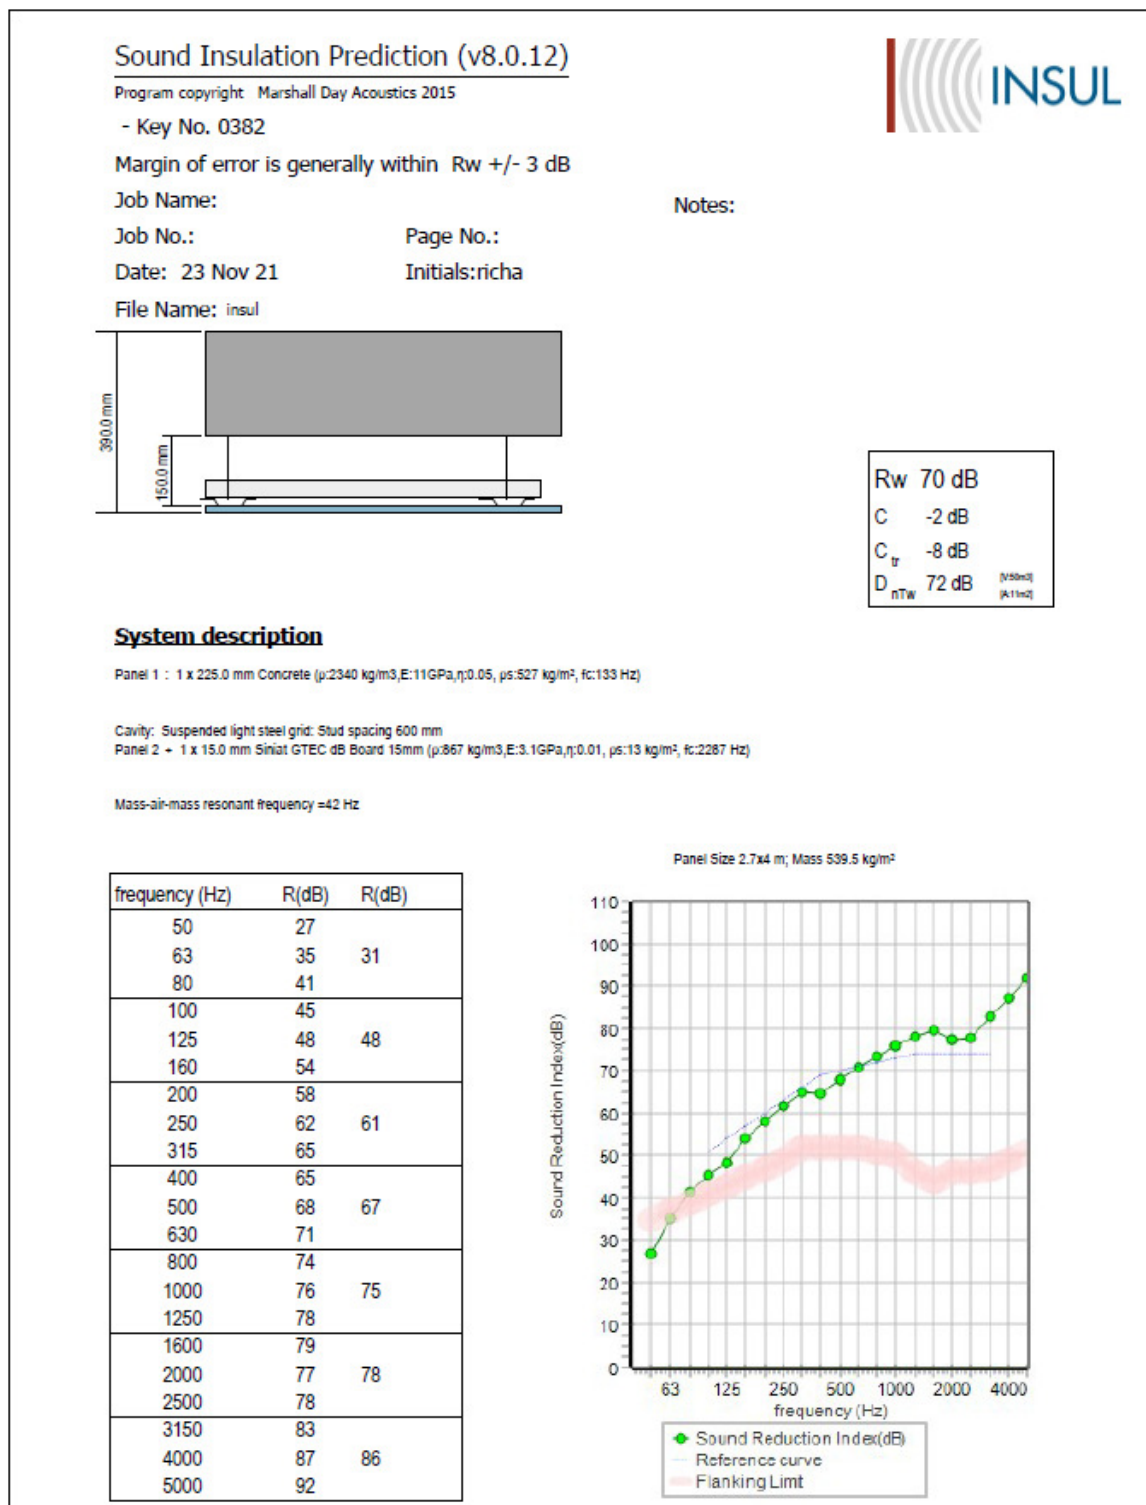 Sound Insulation Prediction (v8.0.12)
INSUL
Program copyright Marshall Day Acoustics 2015
- Key No. 0382
Margin of error is generally within Rw +/- 3 dB
Job Name:
Notes:
Job No.: Page No.:
Date: 23 Nov 21 Initials:richa
File Name: insul
390.0 mm
150.0 mm
Rw 70 dB
C -2 dB
Ctr -8 dB
DnTw 72 dB [V:50m3]
[A:11m2]
System description
Panel 1 : 1 x 225.0 mm Concrete (ρ:2340 kg/m3,E:11GPa,η:0.05, ρs:527 kg/m², fc:133 Hz)
Cavity: Suspended light steel grid: Stud spacing 600 mm
Panel 2 + 1 x 15.0 mm Siniat GTEC dB Board 15mm (ρ:867 kg/m3,E:3.1GPa,η:0.01, ρs:13 kg/m², fc:2287 Hz)
Mass-air-mass resonant frequency =42 Hz
Panel Size 2.7x4 m; Mass 539.5 kg/m²
frequency (Hz) R(dB) R(dB)
50 27
63 35 31
80 41
100 45
125 48 48
160 54
200 58
250 62 61
315 65
400 65
500 68 67
630 71
800 74
1000 76 75
1250 78
1600 79
2000 77 78
2500 78
3150 83
4000 87 86
5000 92
Sound Reduction Index(dB)
110
100
90
80
70
60
50
40
30
20
10
0
63 125 250 500 1000 2000 4000
frequency (Hz)
Sound Reduction Index(dB)
Reference curve
Flanking Limit